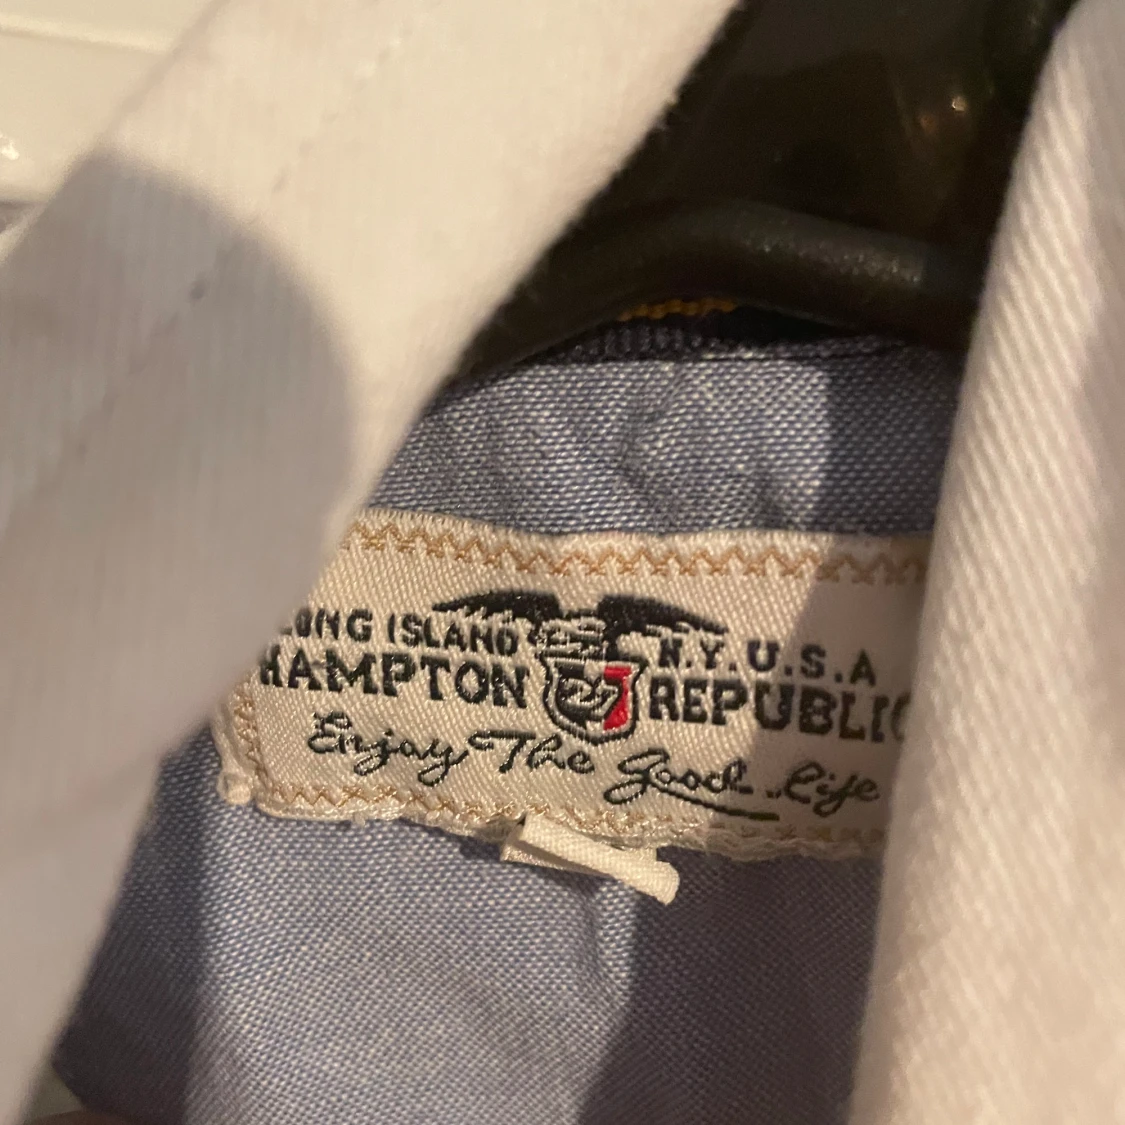 LONG ISLAND N.Y. U.S.A
HAMPTON REPUBLIC
Enjoy The Good Life